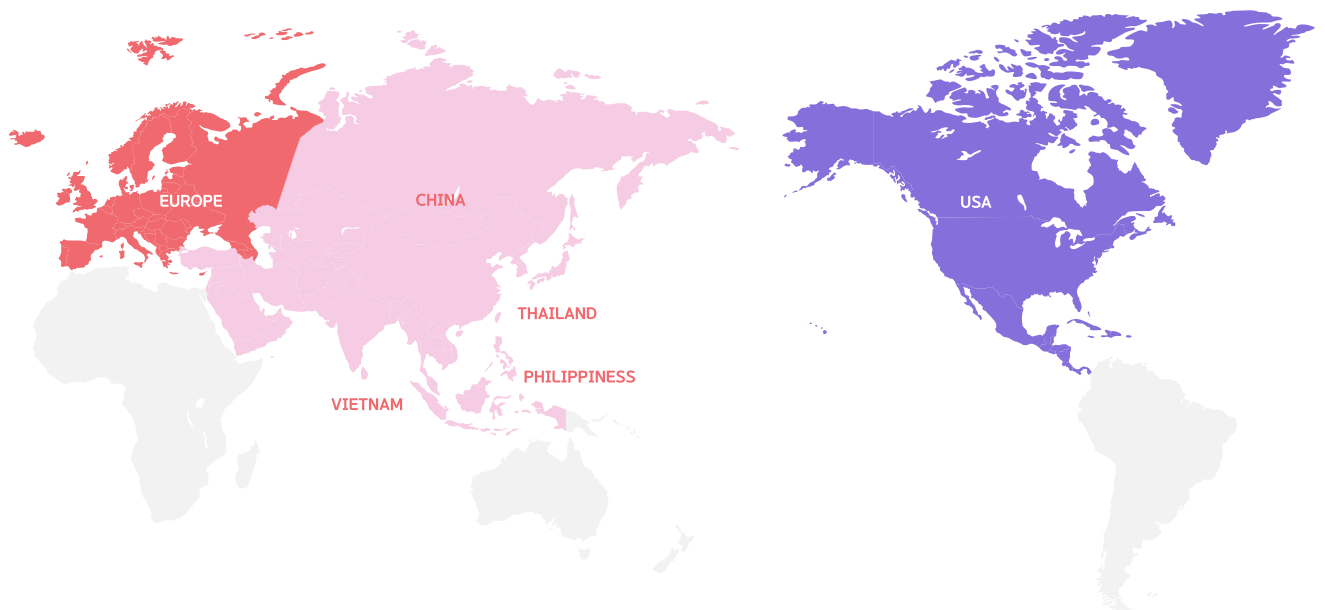 EUROPE
CHINA
USA
THAILAND
PHILIPPINESS
VIETNAM